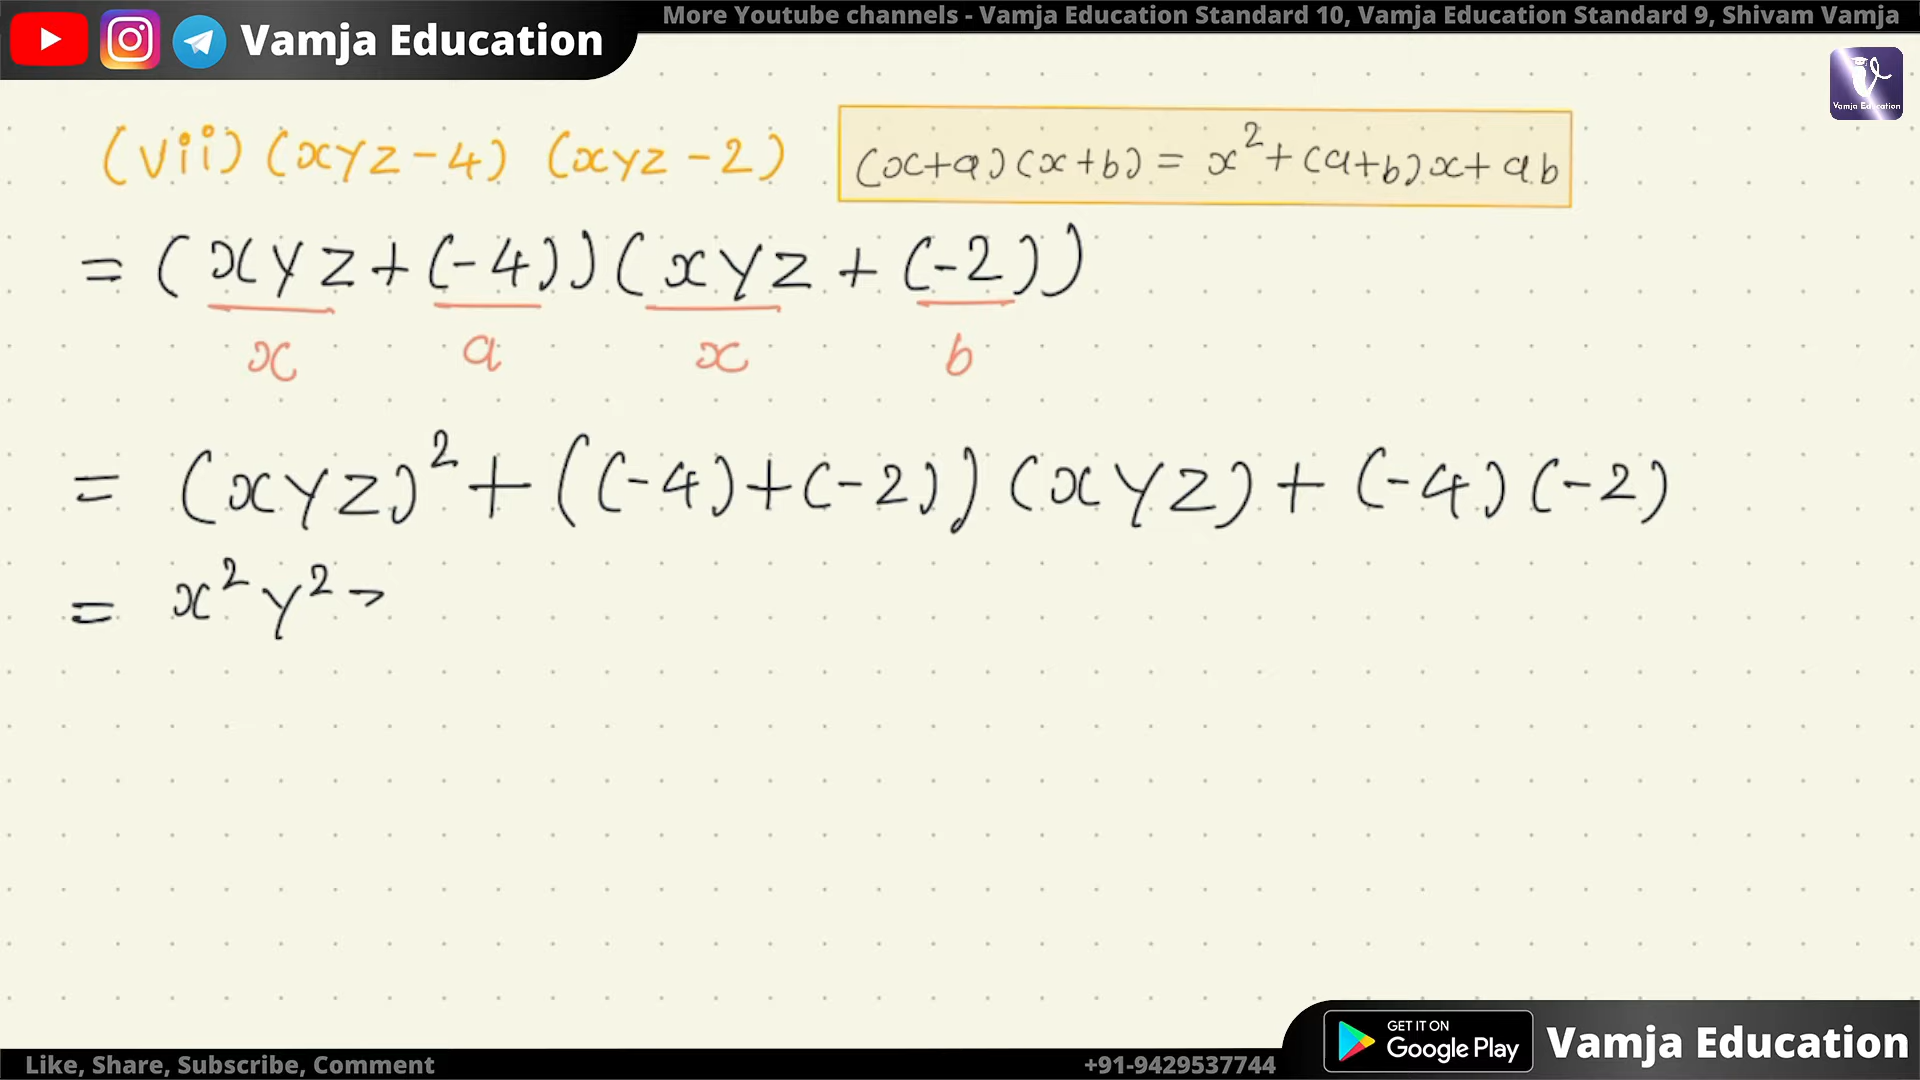 More Youtube channels - Vamja Education Standard 10, Vamja Education Standard 9, Shivam Vamja
Vamja Education
Vamja Education
(vii) (xyz-4) (xyz-2)
(x+a)(x+b) = x²+(a+b)x+ab
= (xyz+(-4))(xyz+(-2))
x a x b
= (xyz)²+((-4)+(-2))(xyz)+(-4)(-2)
= x²y²
GET IT ON
Google Play
Vamja Education
Like, Share, Subscribe, Comment
+91-9429537744